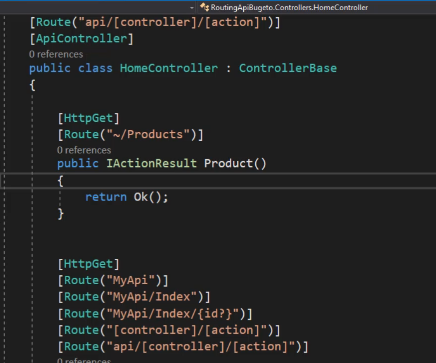 RoutingApiBugeto.Controllers.HomeController
[Route("api/[controller]/[action]")]
[ApiController]
0 references
public class HomeController : ControllerBase
{
[HttpGet]
[Route("~/Products")]
0 references
public IActionResult Product()
{
return Ok();
}
[HttpGet]
[Route("MyApi")]
[Route("MyApi/Index")]
[Route("MyApi/Index/{id?}")]
[Route("[controller]/[action]")]
[Route("api/[controller]/[action]")]
0 references